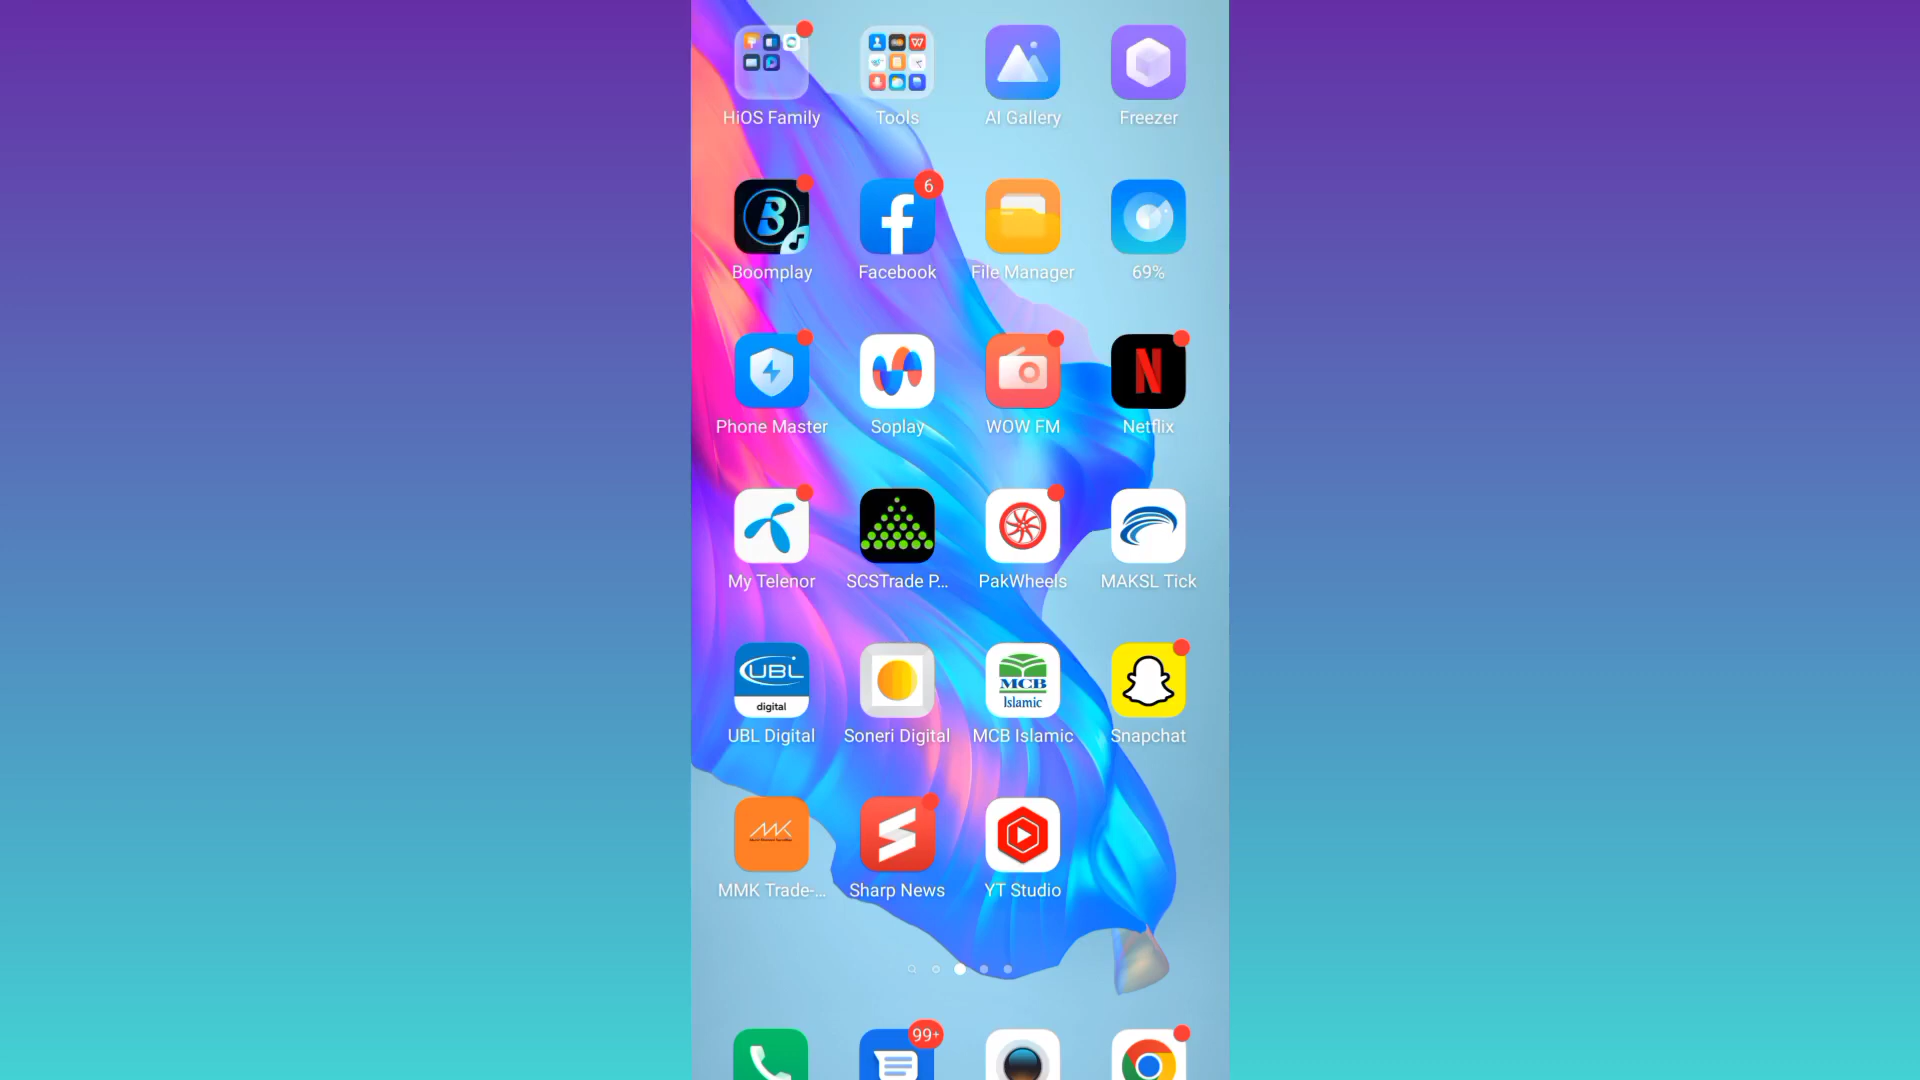 HiOS Family
Tools
AI Gallery
Freezer
6
Boomplay
Facebook
File Manager
69%
Phone Master
Soplay
WOW FM
Netflix
My Telenor
SCSTrade P...
PakWheels
MAKSL Tick
UBL
digital
MCB
Islamic
UBL Digital
Soneri Digital
MCB Islamic
Snapchat
MMK Trade-...
Sharp News
YT Studio
99+